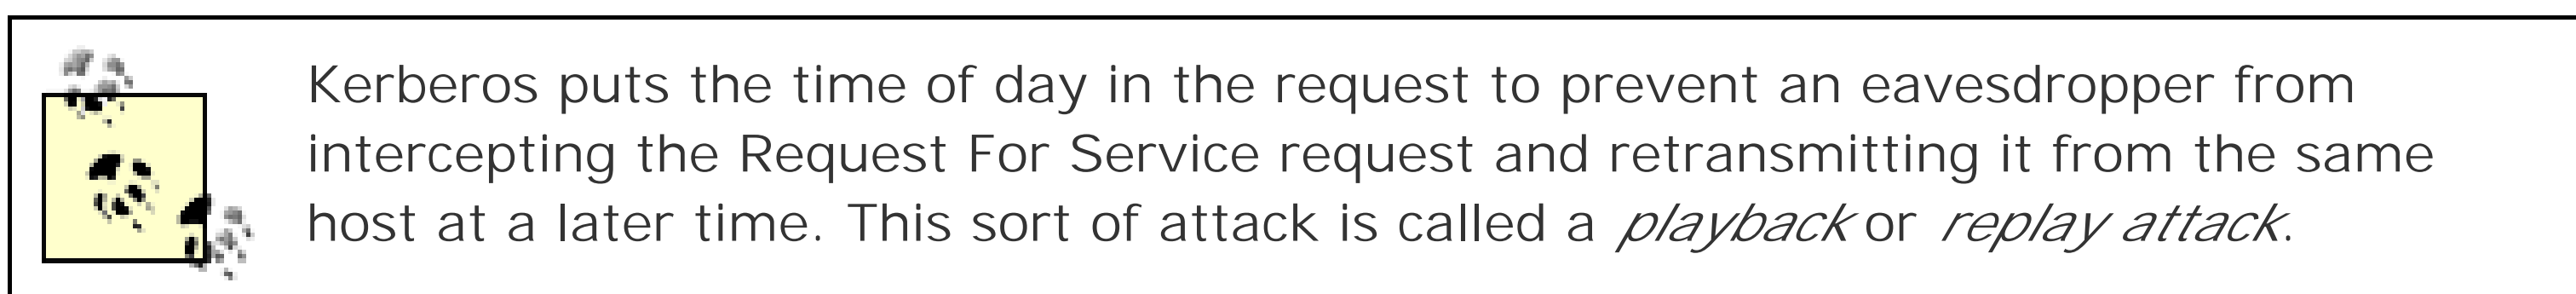 Kerberos puts the time of day in the request to prevent an eavesdropper from
intercepting the Request For Service request and retransmitting it from the same
host at a later time. This sort of attack is called a playback or replay attack.